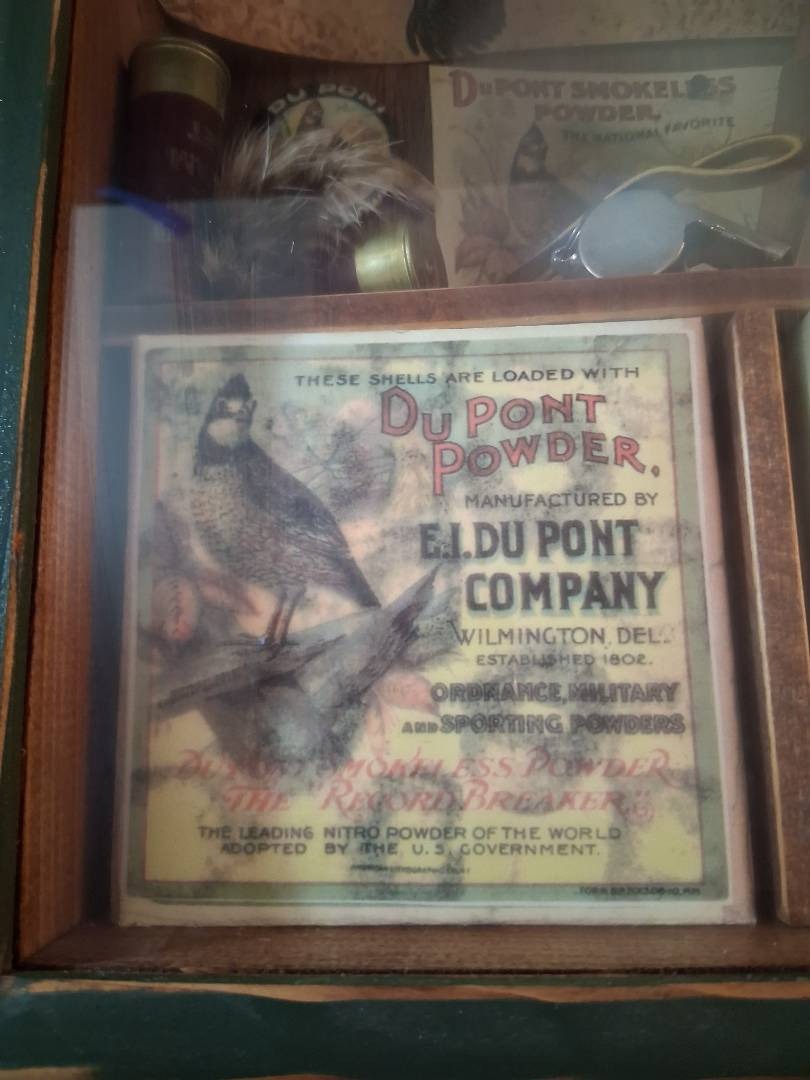 DU PONT
DUPONT SMOKELESS
POWDER.
THE NATIONAL FAVORITE
THESE SHELLS ARE LOADED WITH
DU PONT
POWDER,
MANUFACTURED BY
E.I. DU PONT
COMPANY
WILMINGTON, DEL.
ESTABLISHED 1802.
ORDNANCE, MILITARY
AND SPORTING POWDERS
DUPONT SMOKELESS POWDER
THE "RECORD BREAKER"
THE LEADING NITRO POWDER OF THE WORLD
ADOPTED BY THE U.S. GOVERNMENT.